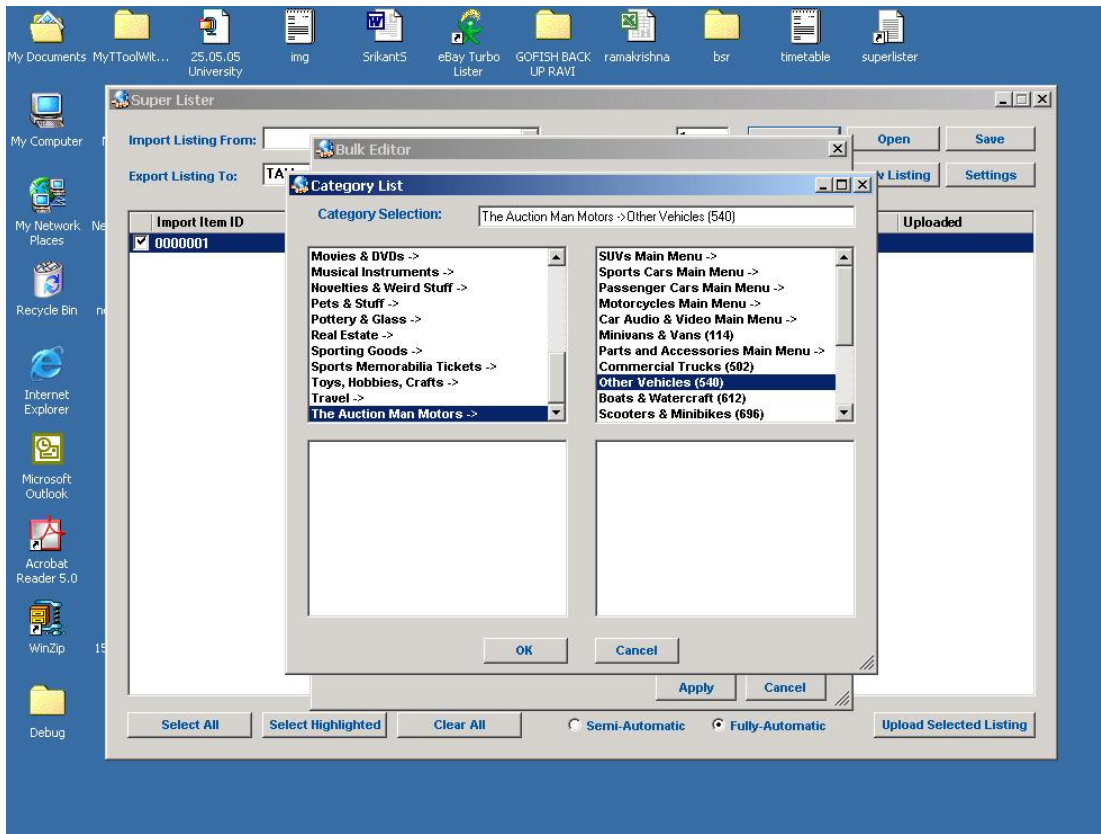 My Documents
MyTToolWit...
25.05.05
University
img
SrikantS
eBay Turbo
Lister
GOFISH BACK
UP RAVI
ramakrishna
bsr
timetable
superlister
My Computer
My Network
Places
Recycle Bin
Internet
Explorer
Microsoft
Outlook
Acrobat
Reader 5.0
WinZip
15
Debug
Super Lister
Import Listing From:
Open
Save
Export Listing To:
Listing
Settings
Import Item ID
Uploaded
0000001
Bulk Editor
Category List
Category Selection:
The Auction Man Motors ->Other Vehicles (540)
Movies & DVDs ->
Musical Instruments ->
Novelties & Weird Stuff ->
Pets & Stuff ->
Pottery & Glass ->
Real Estate ->
Sporting Goods ->
Sports Memorabilia Tickets ->
Toys, Hobbies, Crafts ->
Travel ->
The Auction Man Motors ->
SUVs Main Menu ->
Sports Cars Main Menu ->
Passenger Cars Main Menu ->
Motorcycles Main Menu ->
Car Audio & Video Main Menu ->
Minivans & Vans (114)
Parts and Accessories Main Menu ->
Commercial Trucks (502)
Other Vehicles (540)
Boats & Watercraft (612)
Scooters & Minibikes (696)
OK
Cancel
Apply
Cancel
Select All
Select Highlighted
Clear All
Semi-Automatic
Fully-Automatic
Upload Selected Listing